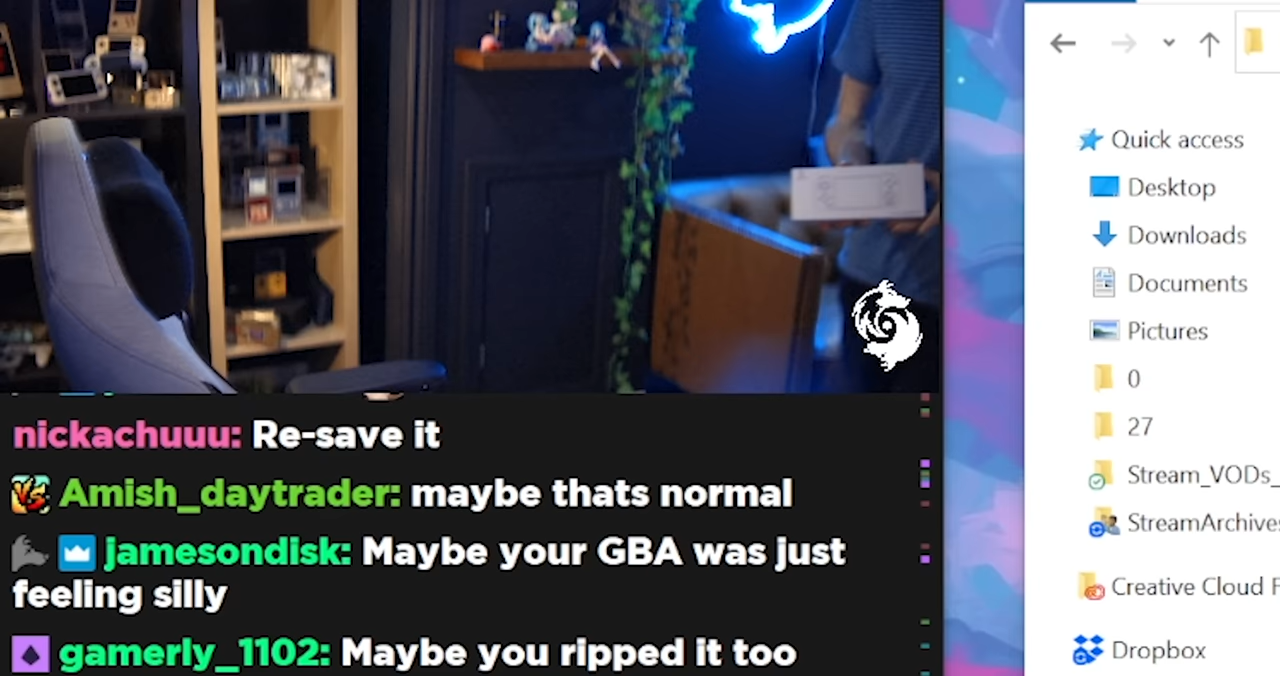 nickachuuu: Re-save it
Amish_daytrader: maybe thats normal
jamesondisk: Maybe your GBA was just
feeling silly
gamerly_1102: Maybe you ripped it too
Quick access
Desktop
Downloads
Documents
Pictures
0
27
Stream_VODs_
StreamArchives
Creative Cloud F
Dropbox